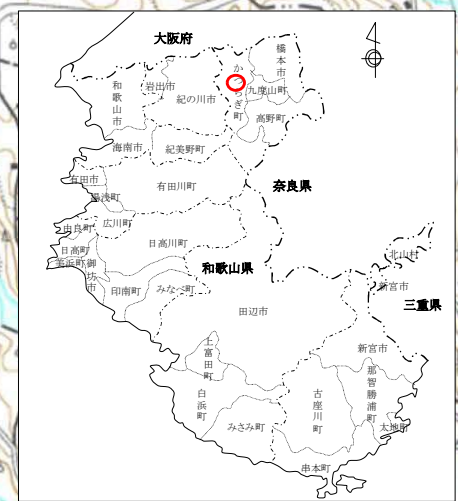 大阪府
橋本市
かつらぎ町
岩出市
和歌山市
紀の川市
九度山町
高野町
海南市
紀美野町
有田市
有田川町
奈良県
湯浅町
広川町
由良町
日高川町
日高町
美浜町
御坊市
和歌山県
北山村
新宮市
印南町
みなべ町
三重県
田辺市
上富田町
新宮市
那智勝浦町
白浜町
古座川町
すさみ町
太地町
串本町